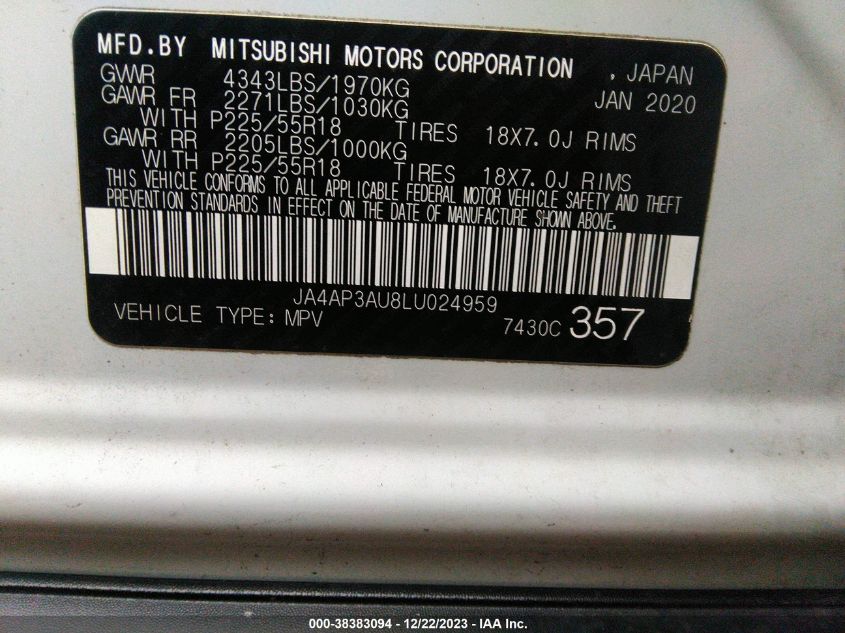 MFD.BY MITSUBISHI MOTORS CORPORATION , JAPAN
GVWR 4343LBS/1970KG JAN 2020
GAWR FR 2271LBS/1030KG
WITH P225/55R18 TIRES 18X7.0J RIMS
GAWR RR 2205LBS/1000KG
WITH P225/55R18 TIRES 18X7.0J RIMS
THIS VEHICLE CONFORMS TO ALL APPLICABLE FEDERAL MOTOR VEHICLE SAFETY AND THEFT
PREVENTION STANDARDS IN EFFECT ON THE DATE OF MANUFACTURE SHOWN ABOVE.
JA4AP3AU8LU024959
VEHICLE TYPE: MPV 7430C 357
000-38383094 - 12/22/2023 - IAA Inc.